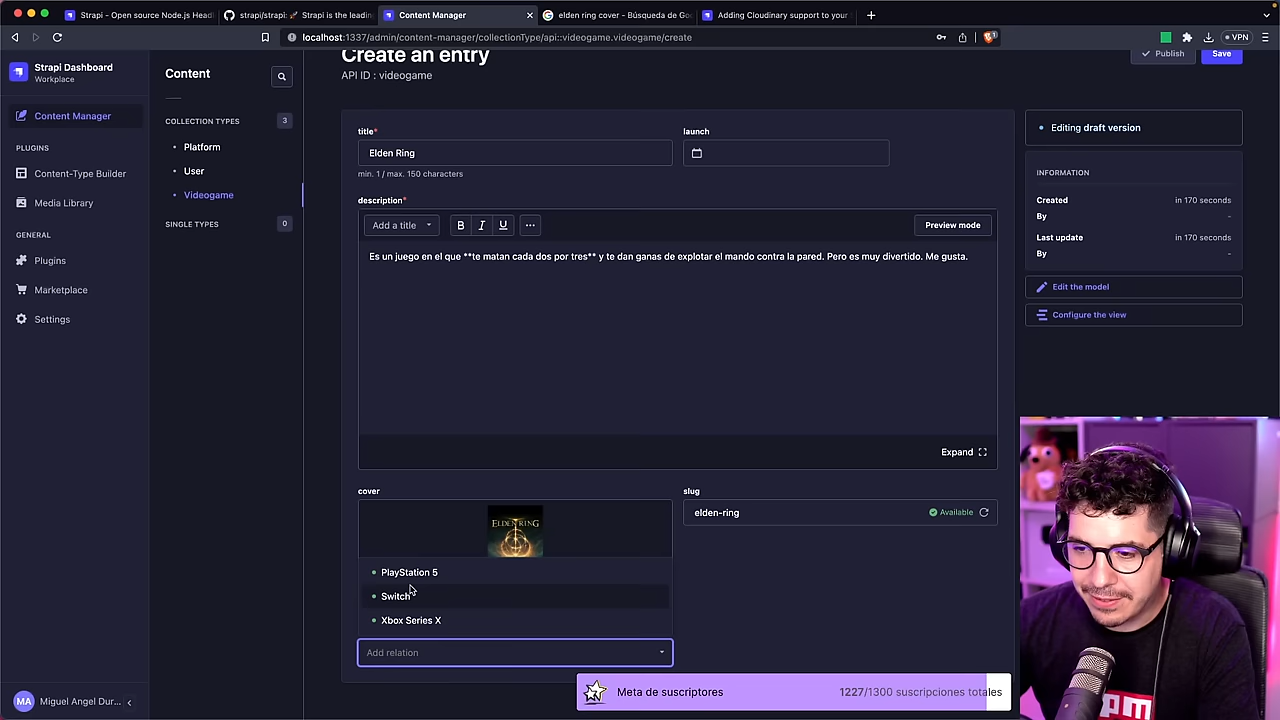 Strapi - Open source Node.js Head
strapi/strapi: 🚀 Strapi is the leadin
Content Manager
elden ring cover - Búsqueda de Go
Adding Cloudinary support to your
localhost:1337/admin/content-manager/collectionType/api::videogame.videogame/create
VPN
Strapi Dashboard
Workplace
Content Manager
PLUGINS
Content-Type Builder
Media Library
GENERAL
Plugins
Marketplace
Settings
MA Miguel Angel Dur...
Content
COLLECTION TYPES 3
Platform
User
Videogame
SINGLE TYPES 0
Create an entry
API ID : videogame
Publish
Save
title*
Elden Ring
min. 1 / max. 150 characters
launch
description*
Add a title
B I U ...
Preview mode
Es un juego en el que **te matan cada dos por tres** y te dan ganas de explotar el mando contra la pared. Pero es muy divertido. Me gusta.
Expand
cover
ELDEN RING
slug
elden-ring
Available
PlayStation 5
Switch
Xbox Series X
Add relation
Editing draft version
INFORMATION
Created in 170 seconds
By -
Last update in 170 seconds
By -
Edit the model
Configure the view
Meta de suscriptores 1227/1300 suscripciones totales